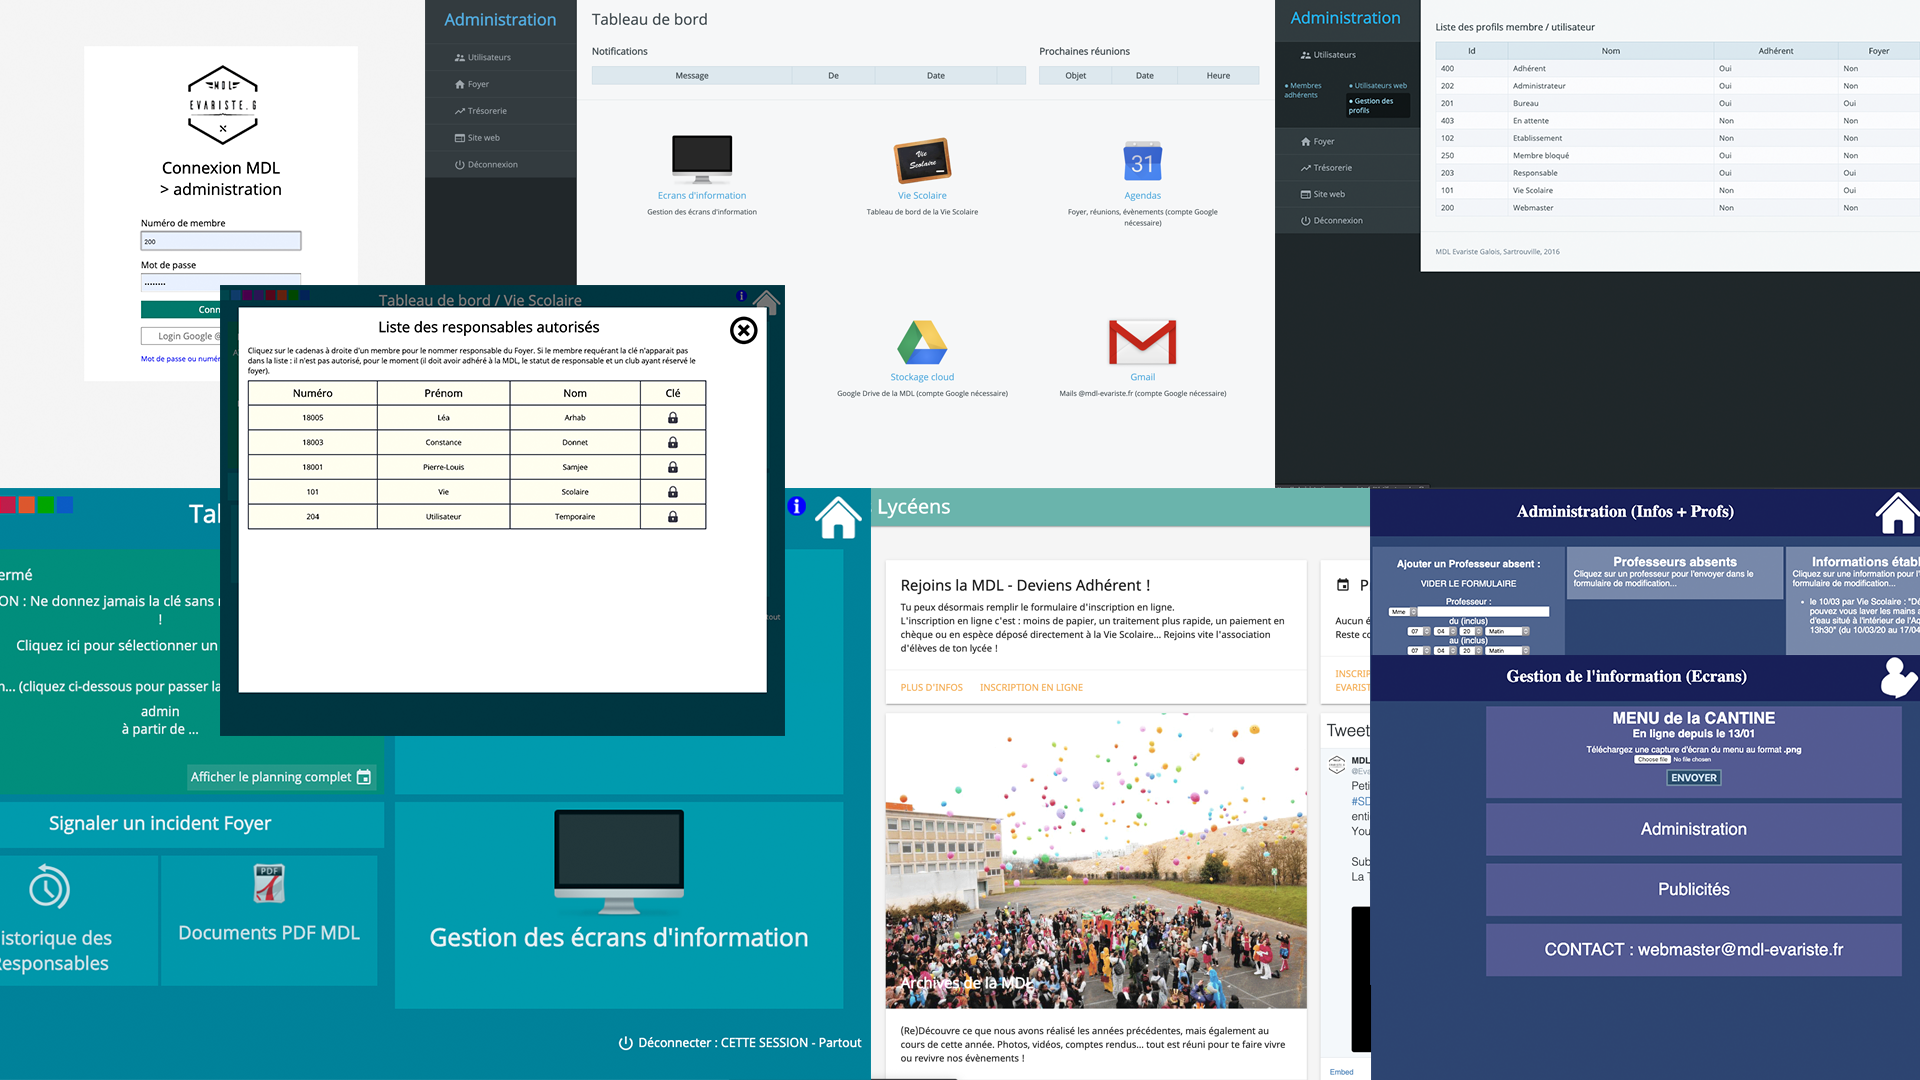 MDL
EVARISTE.G
Connexion MDL
> administration
Numéro de membre
200
Mot de passe
••••••••
Conn
Login Google @
Mot de passe ou numér
Administration
Utilisateurs
Foyer
Trésorerie
Site web
Déconnexion
Tableau de bord
Notifications
Message De Date
Prochaines réunions
Objet Date Heure
Ecrans d'information
Gestion des écrans d'information
Vie Scolaire
Vie Scolaire
Tableau de bord de la Vie Scolaire
31
Agendas
Foyer, réunions, évènements (compte Google
nécessaire)
Stockage cloud
Google Drive de la MDL (compte Google nécessaire)
Gmail
Mails @mdl-evariste.fr (compte Google nécessaire)
Administration
Utilisateurs
• Membres
adhérents
• Utilisateurs web
• Gestion des
profils
Foyer
Trésorerie
Site web
Déconnexion
Liste des profils membre / utilisateur
Id Nom Adhérent Foyer
400 Adhérent Oui Non
202 Administrateur Oui Non
201 Bureau Oui Oui
403 En attente Non Non
102 Etablissement Non Non
250 Membre bloqué Oui Non
203 Responsable Oui Oui
101 Vie Scolaire Non Oui
200 Webmaster Non Non
MDL Evariste Galois, Sartrouville, 2016
Tableau de bord / Vie Scolaire
Liste des responsables autorisés
Cliquez sur le cadenas à droite d'un membre pour le nommer responsable du Foyer. Si le membre requérant la clé n'apparait pas
dans la liste : il n'est pas autorisé, pour le moment (il doit avoir adhéré à la MDL, le statut de responsable et un club ayant réservé le
foyer).
Numéro Prénom Nom Clé
18005 Léa Arhab
18003 Constance Donnet
18001 Pierre-Louis Samjee
101 Vie Scolaire
204 Utilisateur Temporaire
tout
Tal
ermé
ON : Ne donnez jamais la clé sans
!
Cliquez ici pour sélectionner un
n... (cliquez ci-dessous pour passer la
admin
à partir de ...
Afficher le planning complet
Signaler un incident Foyer
istorique des
Responsables
PDF
Documents PDF MDL
Gestion des écrans d'information
Déconnecter : CETTE SESSION - Partout
Lycéens
Rejoins la MDL - Deviens Adhérent !
Tu peux désormais remplir le formulaire d'inscription en ligne.
L'inscription en ligne c'est : moins de papier, un traitement plus rapide, un paiement en
chèque ou en espèce déposé directement à la Vie Scolaire... Rejoins vite l'association
d'élèves de ton lycée !
PLUS D'INFOS INSCRIPTION EN LIGNE
Archives de la MDL
(Re)Découvre ce que nous avons réalisé les années précédentes, mais également au
cours de cette année. Photos, vidéos, comptes rendus... tout est réuni pour te faire vivre
ou revivre nos évènements !
P
Aucun é
Reste co
INSCRIP
EVARIST
Tweet
MDL
@Eva
Peti
#SD
enti
You
Sub
La T
Embed
Administration (Infos + Profs)
Ajouter un Professeur absent :
VIDER LE FORMULAIRE
Professeur :
Mme
du (inclus)
07 04 20 Matin
au (inclus)
07 04 20 Matin
Professeurs absents
Cliquez sur un professeur pour l'envoyer dans le
formulaire de modification...
Informations établ
Cliquez sur une information pour l'
formulaire de modification...
• le 10/03 par Vie Scolaire : "Dé
pouvez vous laver les mains a
d'eau situé à l'intérieur de l'Ag
13h30" (du 10/03/20 au 17/04
Gestion de l'information (Ecrans)
MENU de la CANTINE
En ligne depuis le 13/01
Téléchargez une capture d'écran du menu au format .png
Choose file No file chosen
ENVOYER
Administration
Publicités
CONTACT : webmaster@mdl-evariste.fr